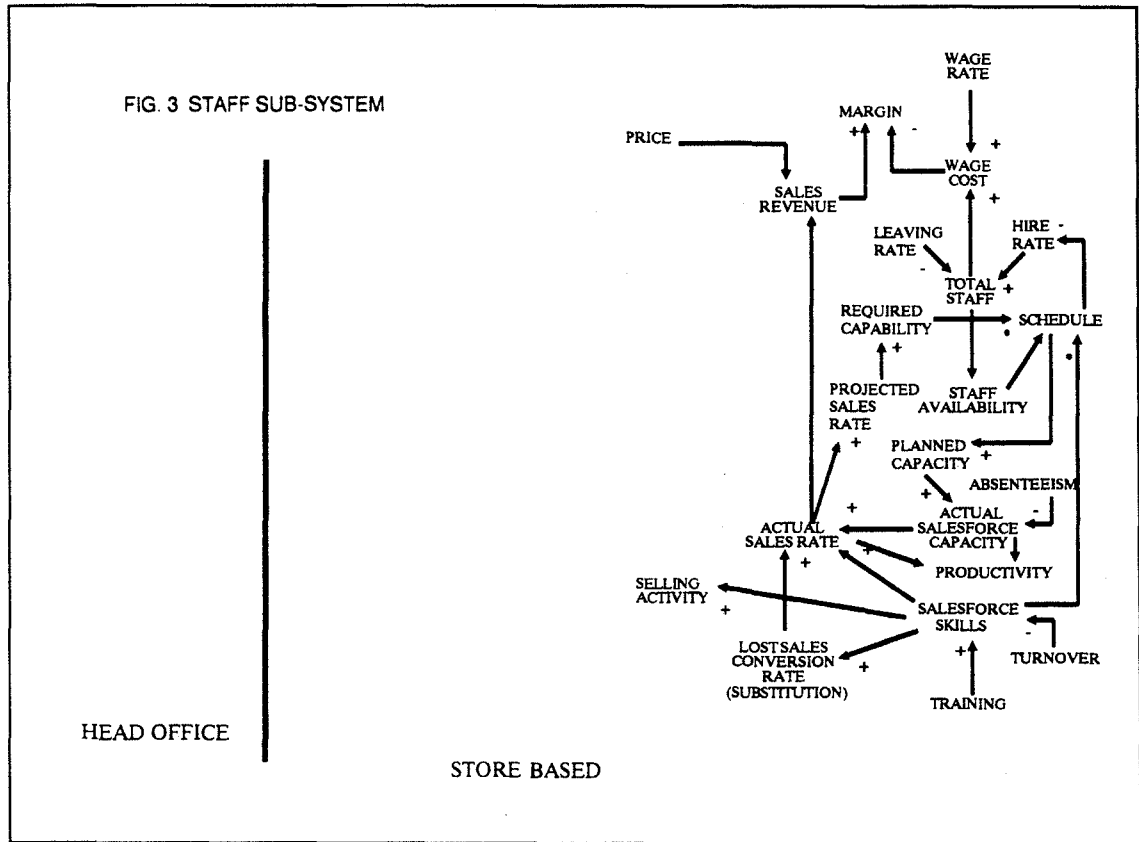 FIG. 3 STAFF SUB-SYSTEM
WAGE
RATE
MARGIN
+
-
PRICE
+
WAGE
COST
+
SALES
REVENUE
LEAVING
RATE
HIRE
RATE
-
-
TOTAL
STAFF
+
REQUIRED
CAPABILITY
SCHEDULE
+
PROJECTED
SALES
RATE
+
STAFF
AVAILABILITY
PLANNED
CAPACITY
+
ABSENTEEISM
+
ACTUAL
SALESFORCE
CAPACITY
-
+
ACTUAL
SALES RATE
+
+
PRODUCTIVITY
SELLING
ACTIVITY
+
SALESFORCE
SKILLS
-
+
LOST SALES
CONVERSION
RATE
(SUBSTITUTION)
+
TURNOVER
TRAINING
HEAD OFFICE
STORE BASED